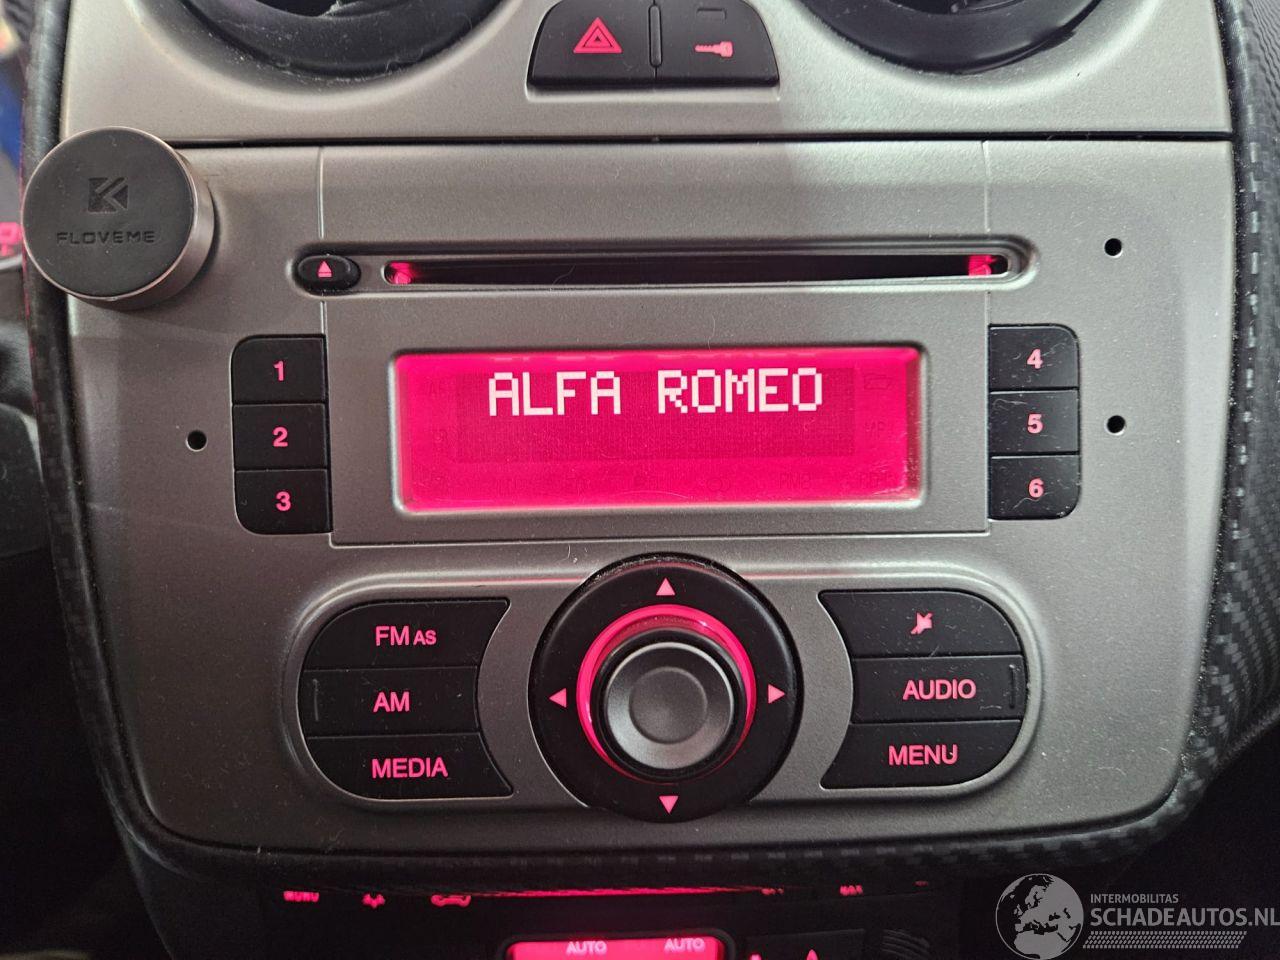 FLOVEME
ALFA ROMEO
1
2
3
4
5
6
FM AS
AM
MEDIA
AUDIO
MENU
MONO
AUTO
AUTO
INTERMOBILITAS
SCHADEAUTOS.NL